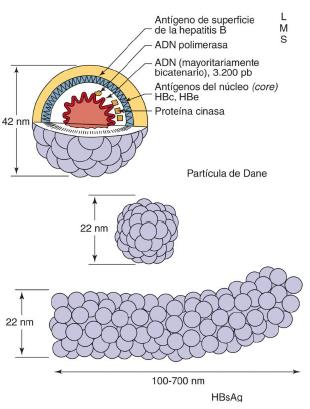 Antígeno de superficie
de la hepatitis B
L
M
S
ADN polimerasa
ADN (mayoritariamente
bicatenario), 3.200 pb
Antígenos del núcleo (core)
HBc, HBe
Proteína cinasa
42 nm
Partícula de Dane
22 nm
22 nm
100-700 nm
HBsAg